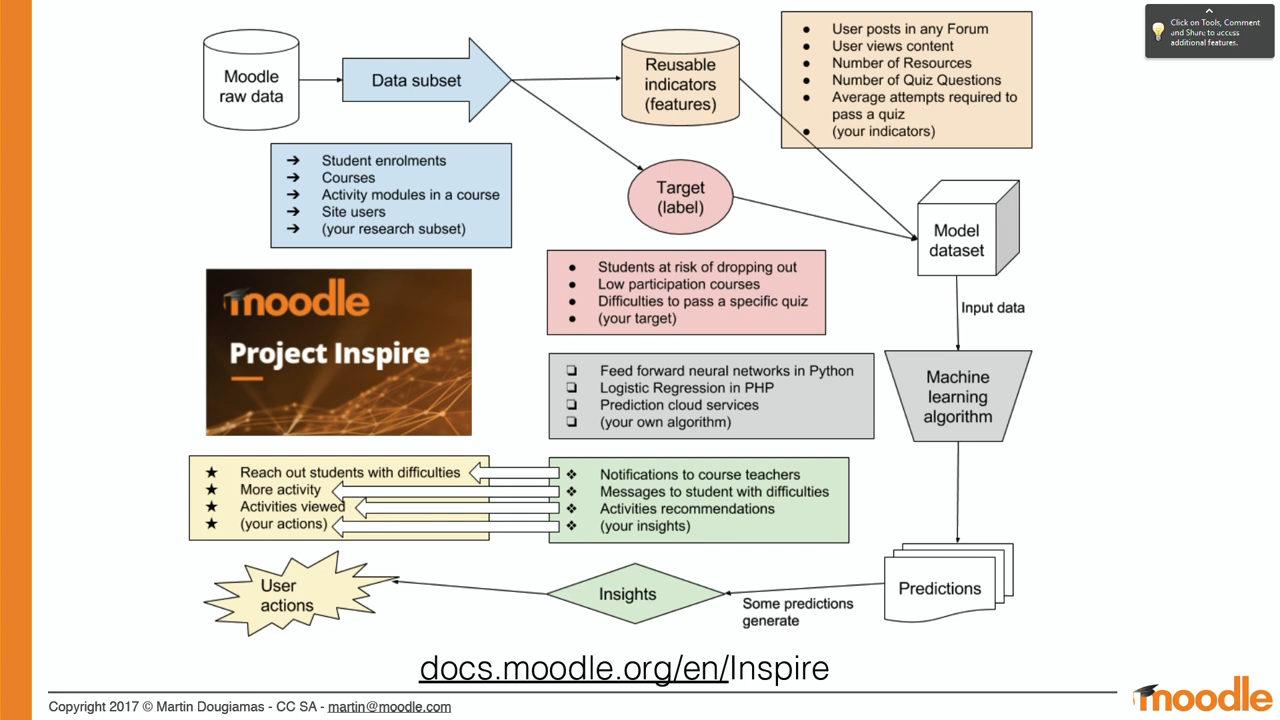 Click on Tools, Comment
and Share to access
additional features.
Moodle
raw data
Data subset
Reusable
indicators
(features)
● User posts in any Forum
● User views content
● Number of Resources
● Number of Quiz Questions
● Average attempts required to
pass a quiz
● (your indicators)
➔ Student enrolments
➔ Courses
➔ Activity modules in a course
➔ Site users
➔ (your research subset)
Target
(label)
Model
dataset
● Students at risk of dropping out
● Low participation courses
● Difficulties to pass a specific quiz
● (your target)
Input data
moodle
Project Inspire
❏ Feed forward neural networks in Python
❏ Logistic Regression in PHP
❏ Prediction cloud services
❏ (your own algorithm)
Machine
learning
algorithm
★ Reach out students with difficulties
★ More activity
★ Activities viewed
★ (your actions)
❖ Notifications to course teachers
❖ Messages to student with difficulties
❖ Activities recommendations
❖ (your insights)
User
actions
Insights
Some predictions
generate
Predictions
docs.moodle.org/en/Inspire
Copyright 2017 © Martin Dougiamas - CC SA - martin@moodle.com
moodle